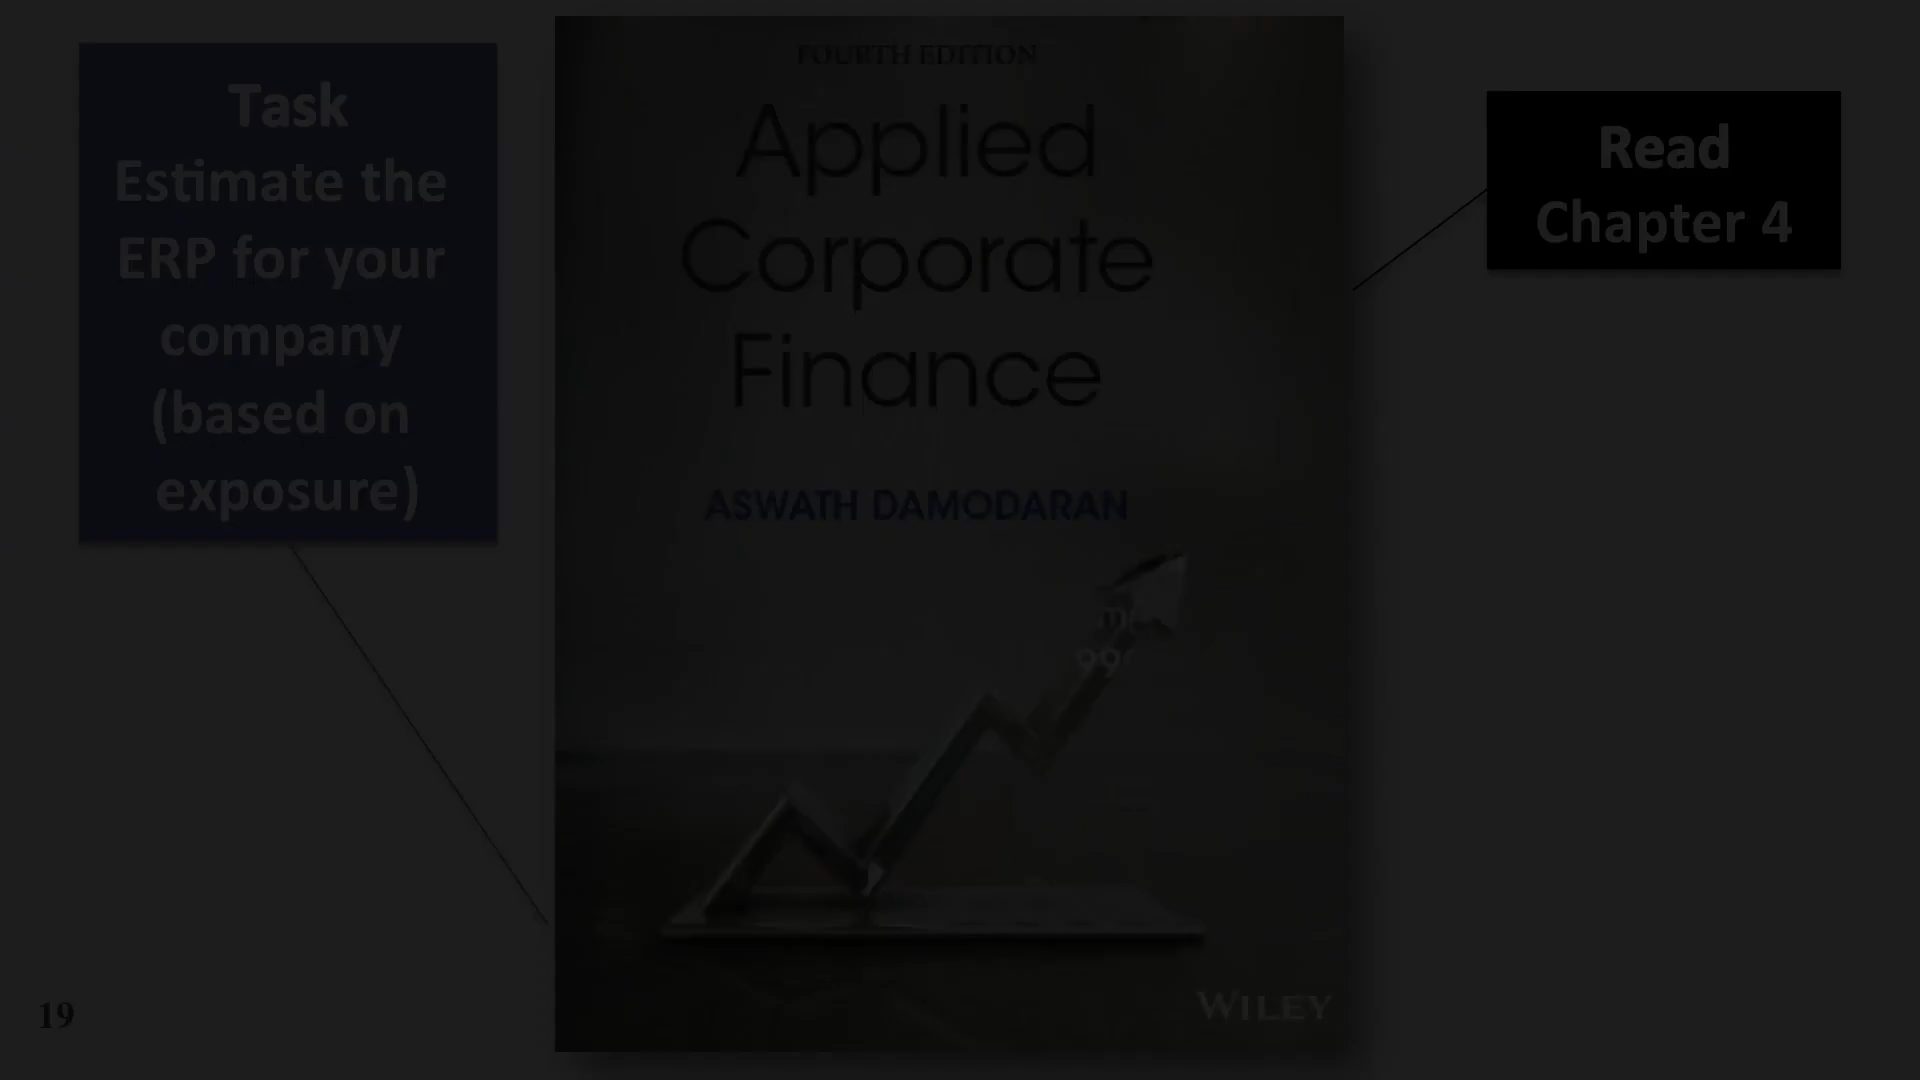 Task
Estimate the
ERP for your
company
(based on
exposure)
FOURTH EDITION
Applied
Corporate
Finance
ASWATH DAMODARAN
WILEY
Read
Chapter 4
19